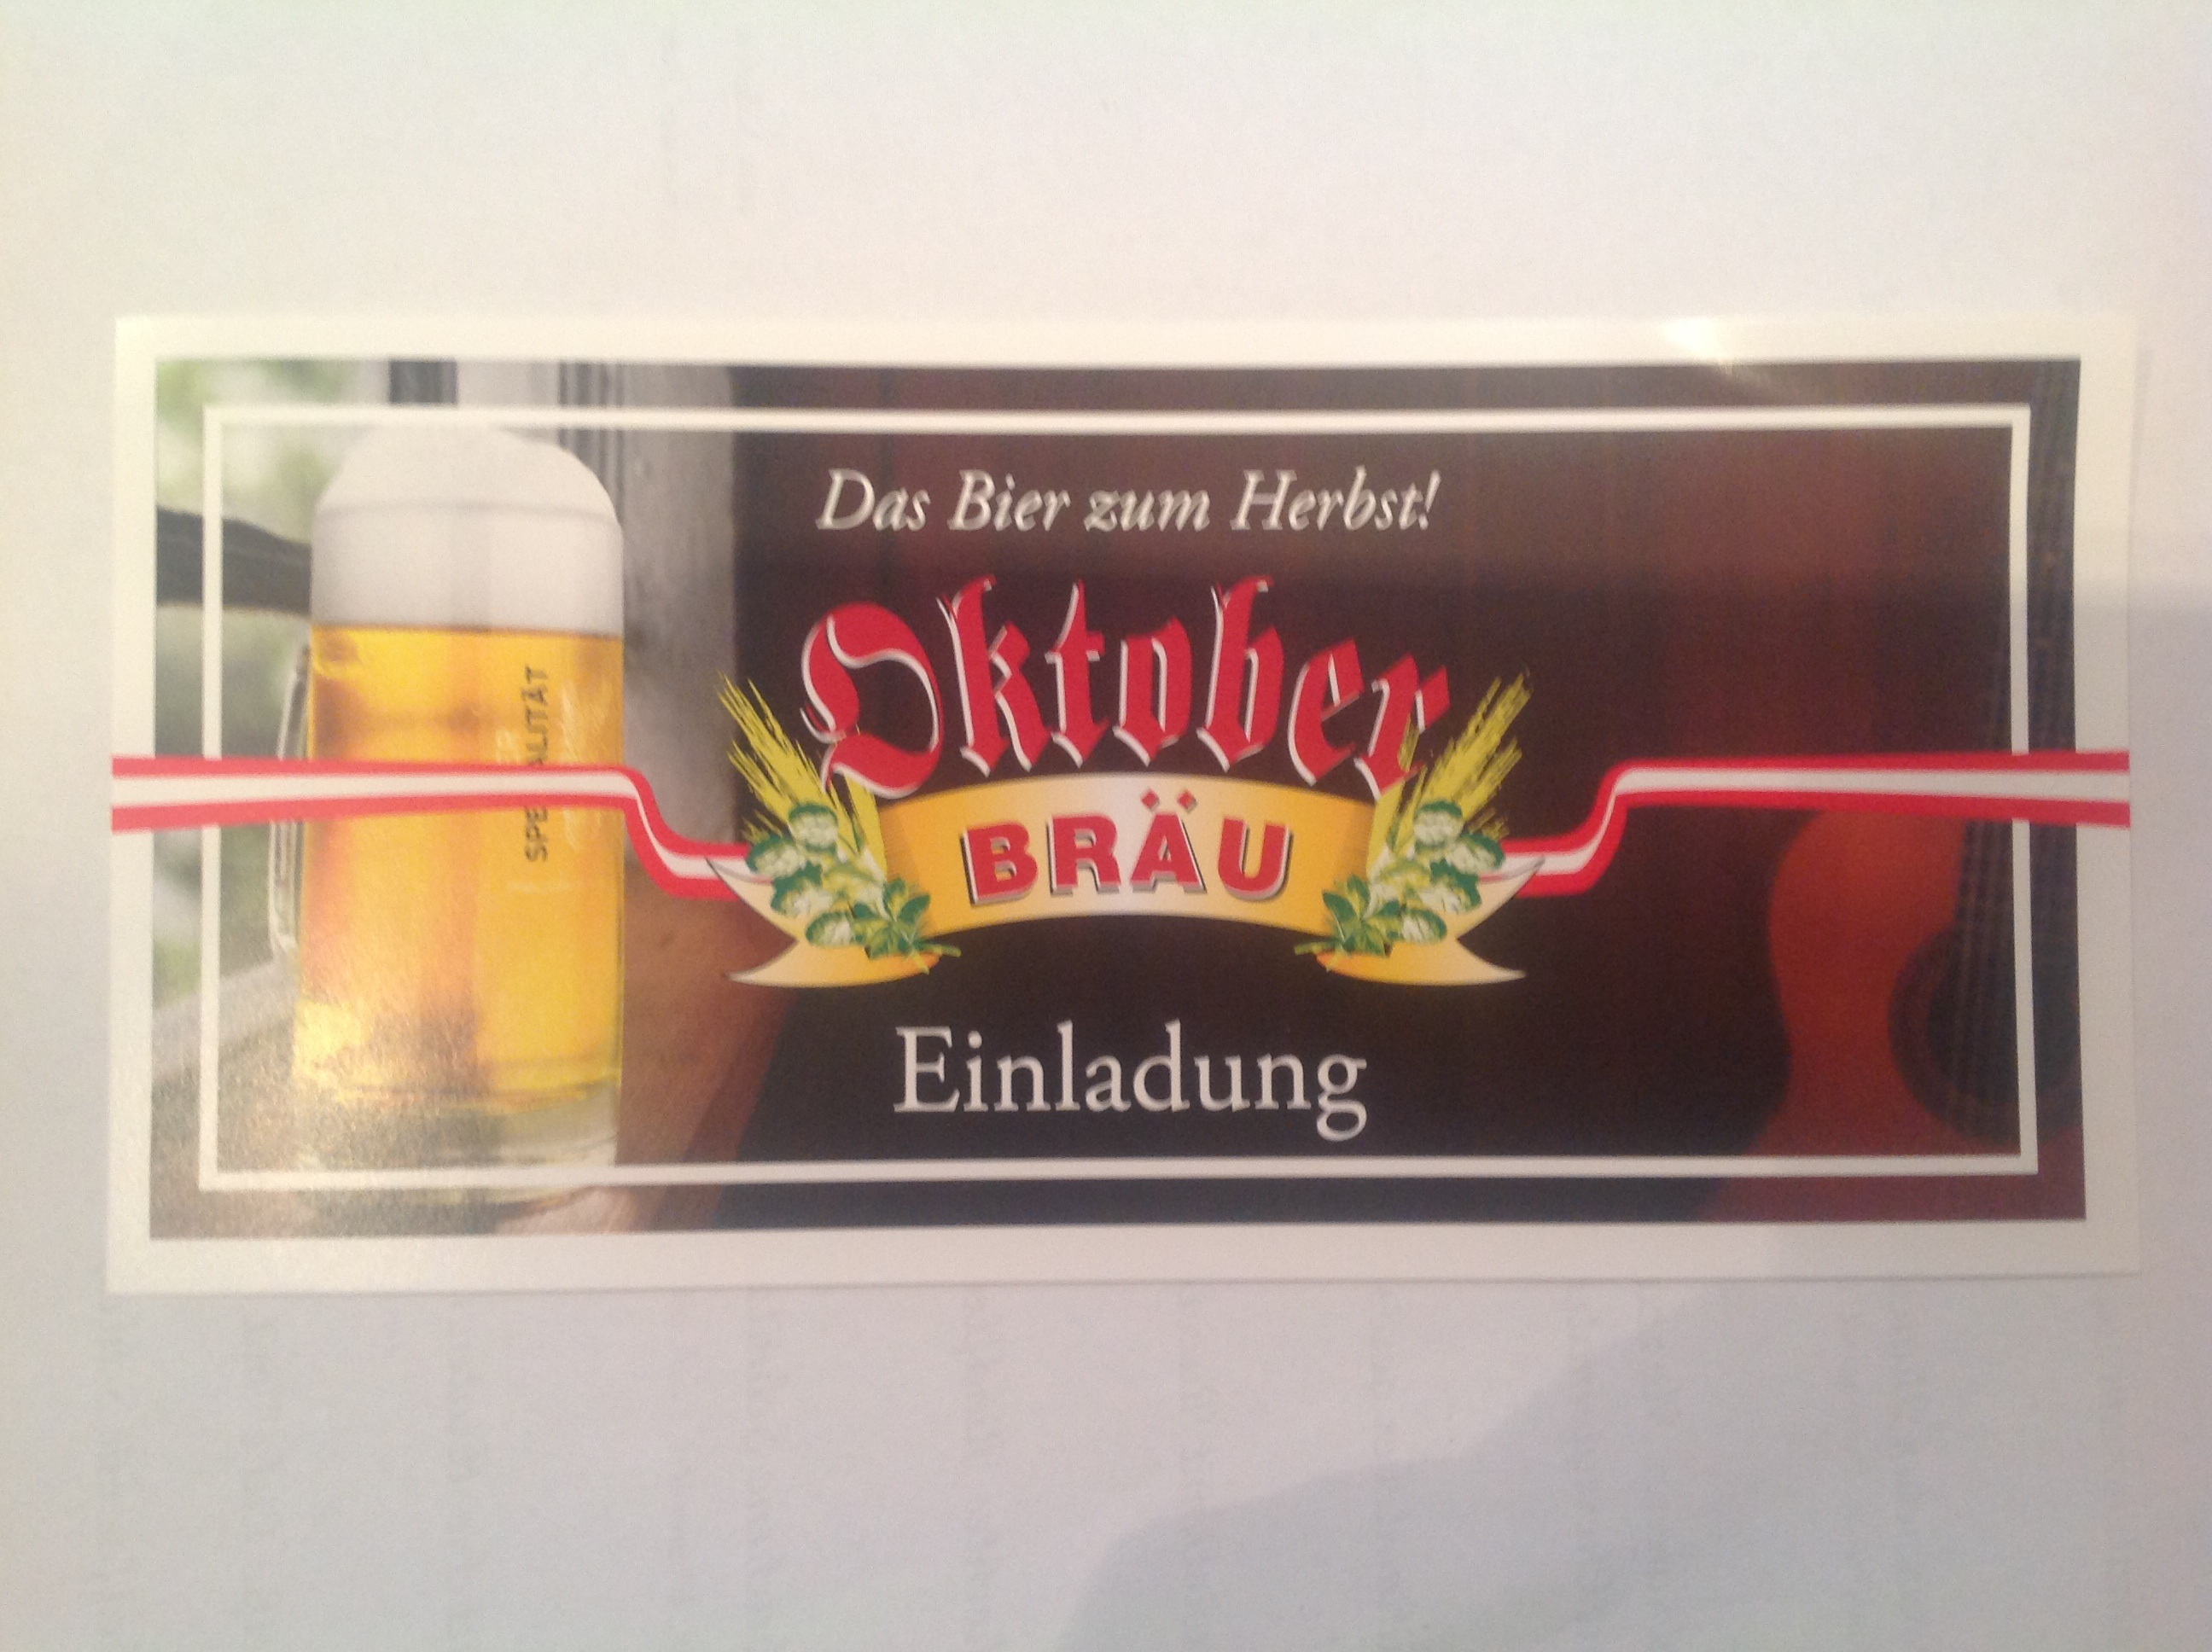 Das Bier zum Herbst!
Oktober
BRÄU
Einladung